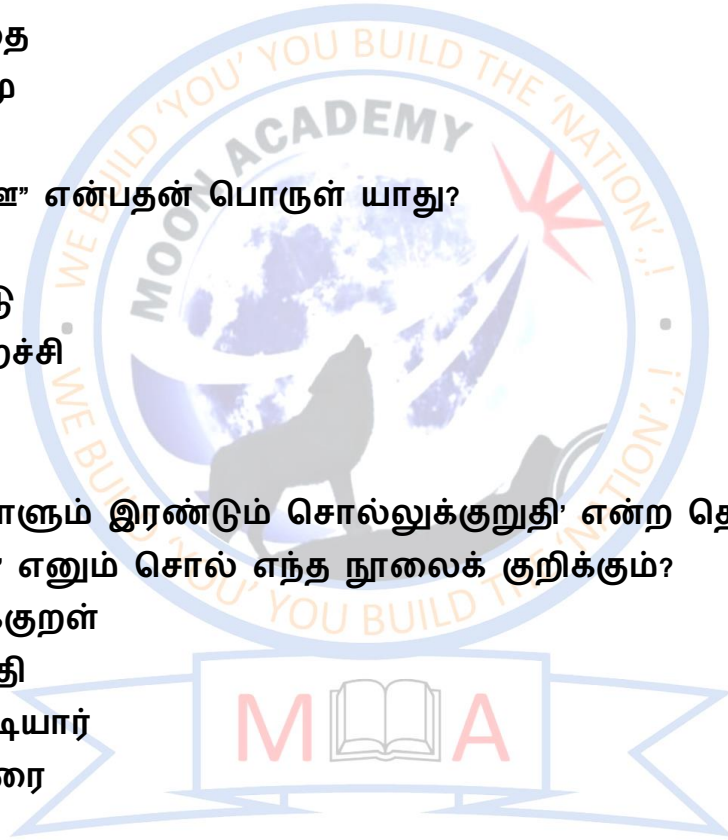 தை
மு
ஊ” என்பதன் பொருள் யாது?
டு
றச்சி
ாளும் இரண்டும் சொல்லுக்குறுதி’ என்ற தெ
’ எனும் சொல் எந்த நூலைக் குறிக்கும்?
க்குறள்
தி
டியார்
ரை
WE BUILD ‘YOU’ YOU BUILD THE ‘NATION’.,!
MOON ACADEMY
WE BUILD ‘YOU’ YOU BUILD THE ‘NATION’.,!
M A